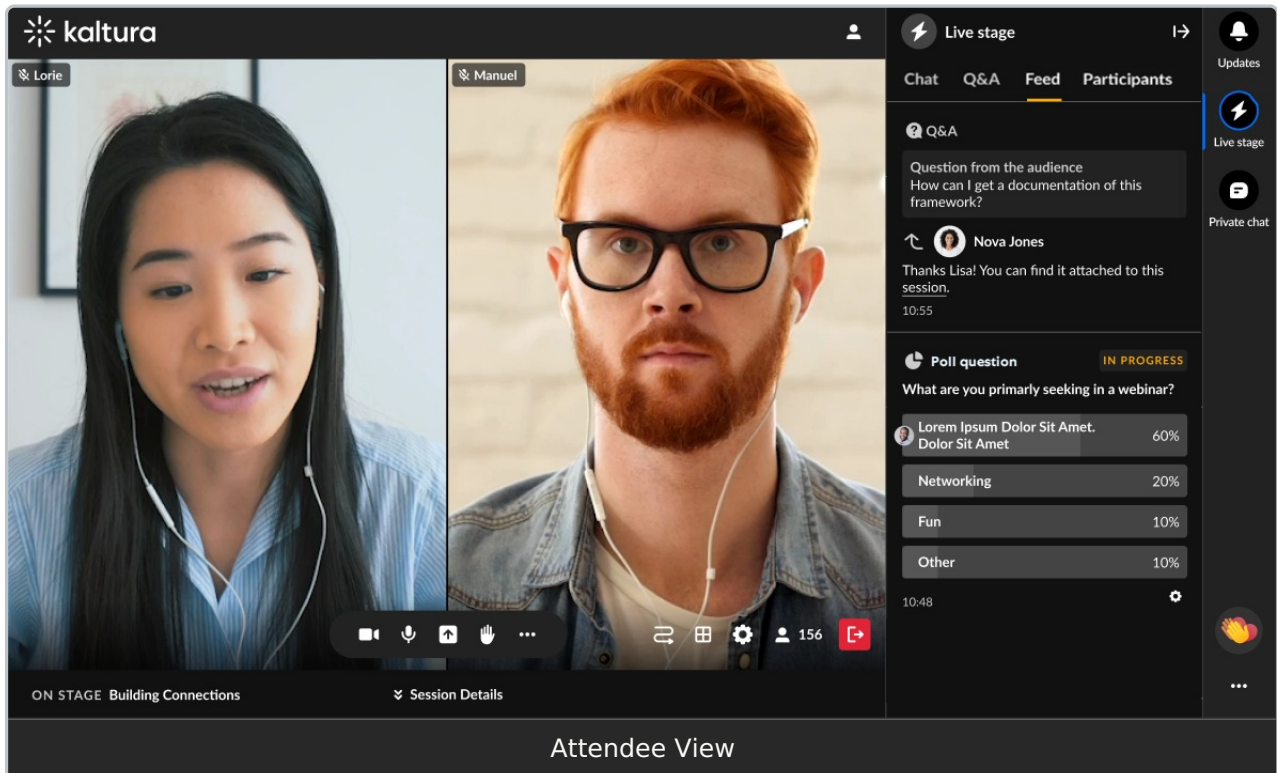 kaltura
Lorie
Manuel
156
ON STAGE Building Connections
Session Details
Live stage
Chat Q&A Feed Participants
Q&A
Question from the audience
How can I get a documentation of this
framework?
Nova Jones
Thanks Lisa! You can find it attached to this
session.
10:55
Poll question IN PROGRESS
What are you primarly seeking in a webinar?
Lorem Ipsum Dolor Sit Amet.
Dolor Sit Amet 60%
Networking 20%
Fun 10%
Other 10%
10:48
Updates
Live stage
Private chat
Attendee View